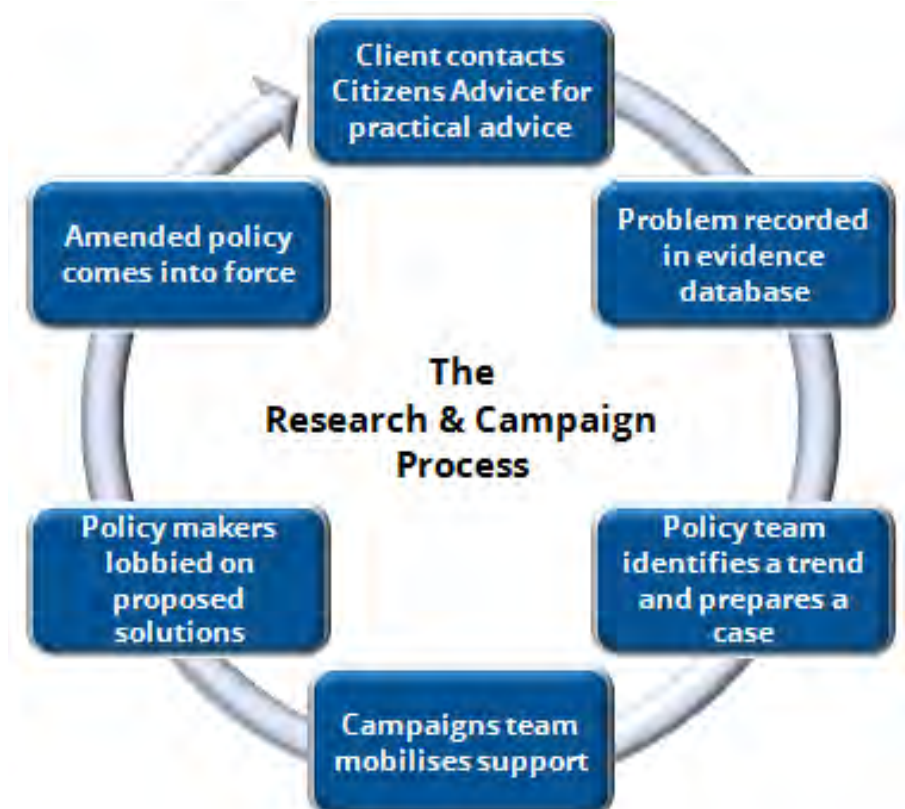 Client contacts
Citizens Advice for
practical advice
Problem recorded
in evidence
database
Policy team
identifies a trend
and prepares a
case
Campaigns team
mobilises support
Policy makers
lobbied on
proposed
solutions
Amended policy
comes into force
The
Research & Campaign
Process